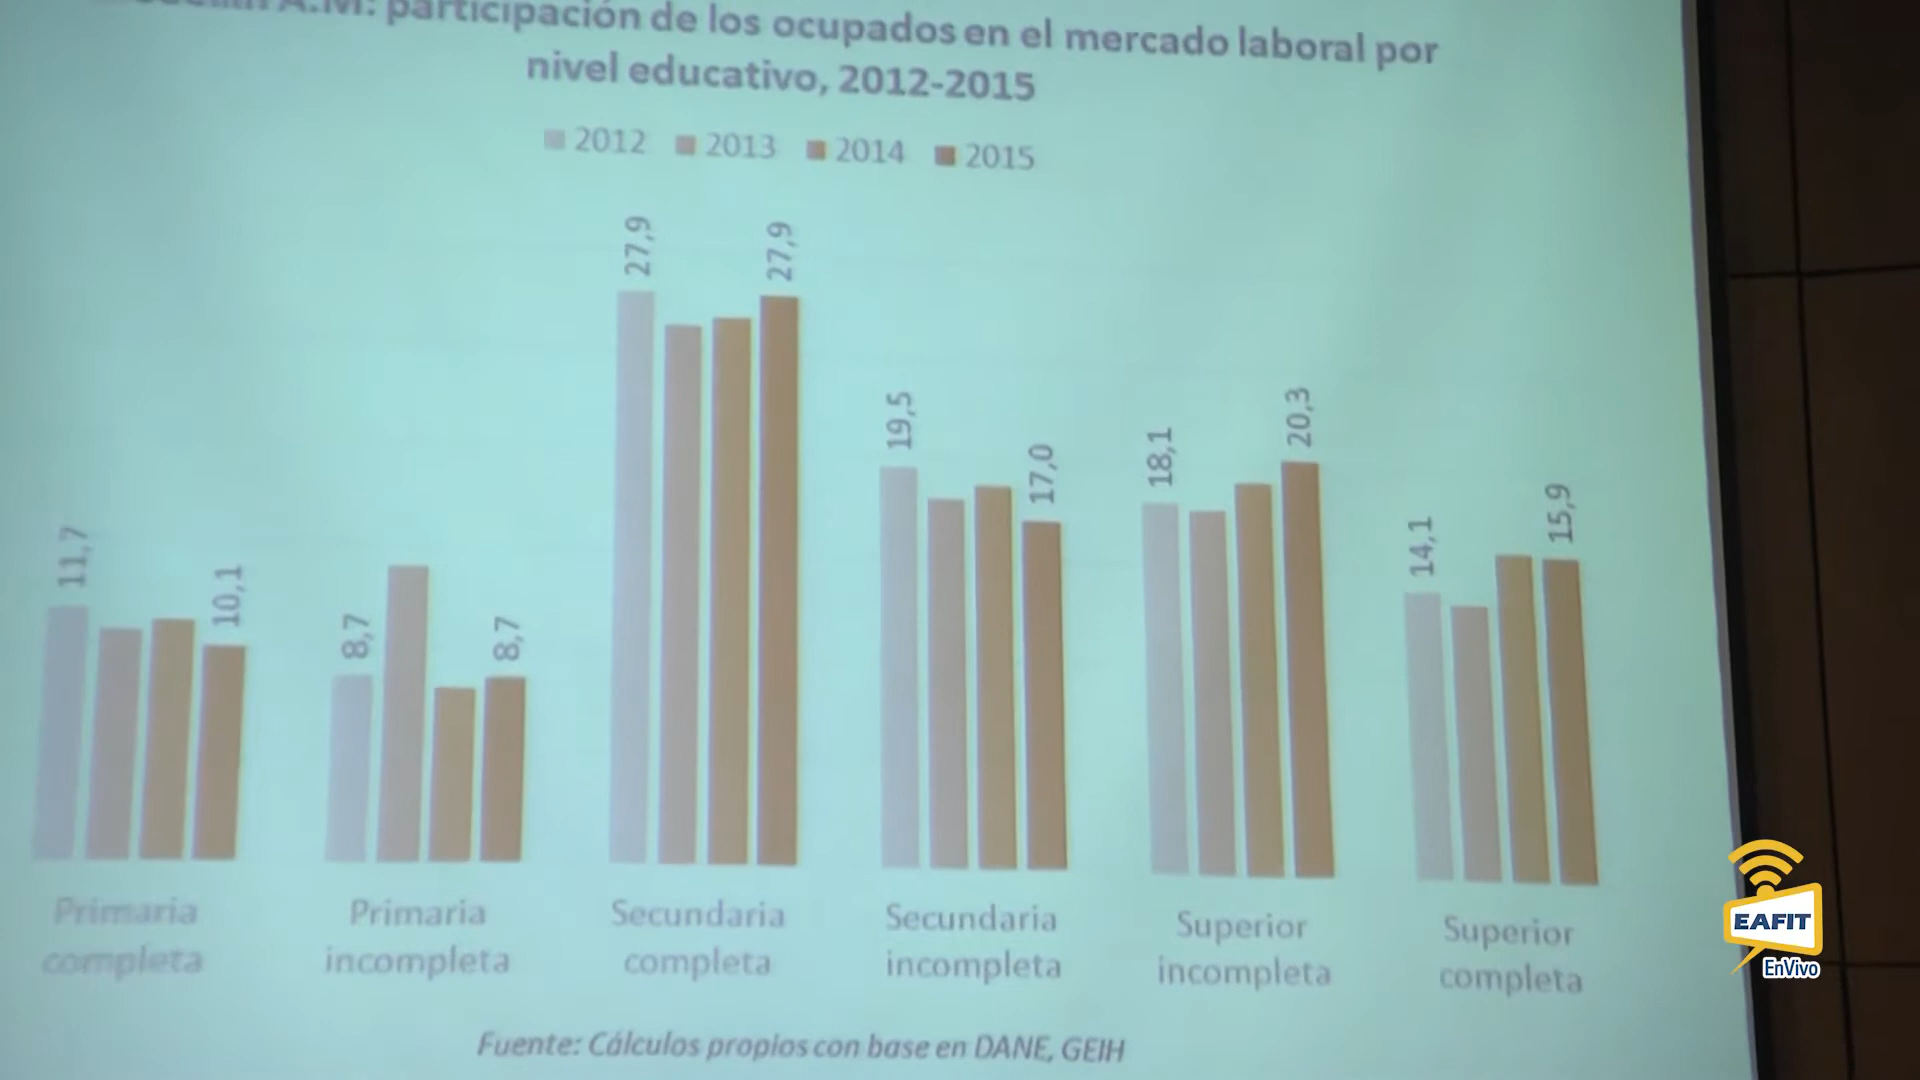 A.M: participación de los ocupados en el mercado laboral por
nivel educativo, 2012-2015
2012 2013 2014 2015
11,7
10,1
8,7
8,7
27,9
27,9
19,5
17,0
18,1
20,3
14,1
15,9
Primaria
completa
Primaria
incompleta
Secundaria
completa
Secundaria
incompleta
Superior
incompleta
Superior
completa
Fuente: Cálculos propios con base en DANE, GEIH
EAFIT
EnVivo